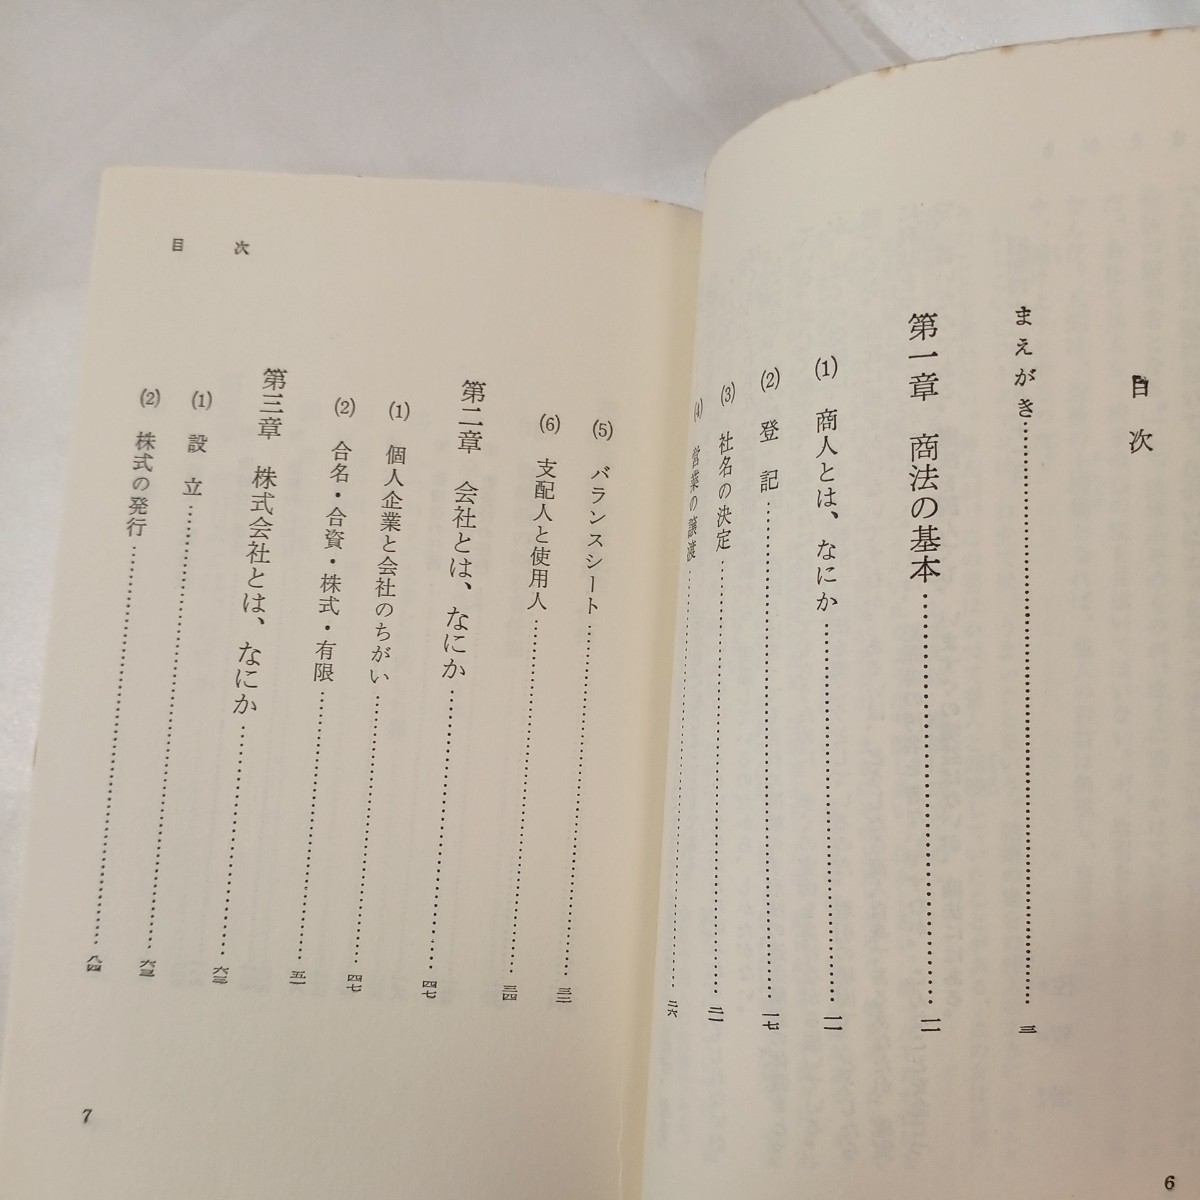 目次
まえがき……三
第一章 商法の基本……一一
(1) 商人とは、なにか……一一
(2) 登記……一七
(3) 社名の決定……二一
(4) 営業の譲渡……二六
6
目次
(5) バランスシート……三二
(6) 支配人と使用人……三四
第二章 会社とは、なにか……四七
(1) 個人企業と会社のちがい……四七
(2) 合名・合資・株式・有限……五一
第三章 株式会社とは、なにか……六三
(1) 設立……六三
(2) 株式の発行……八四
7